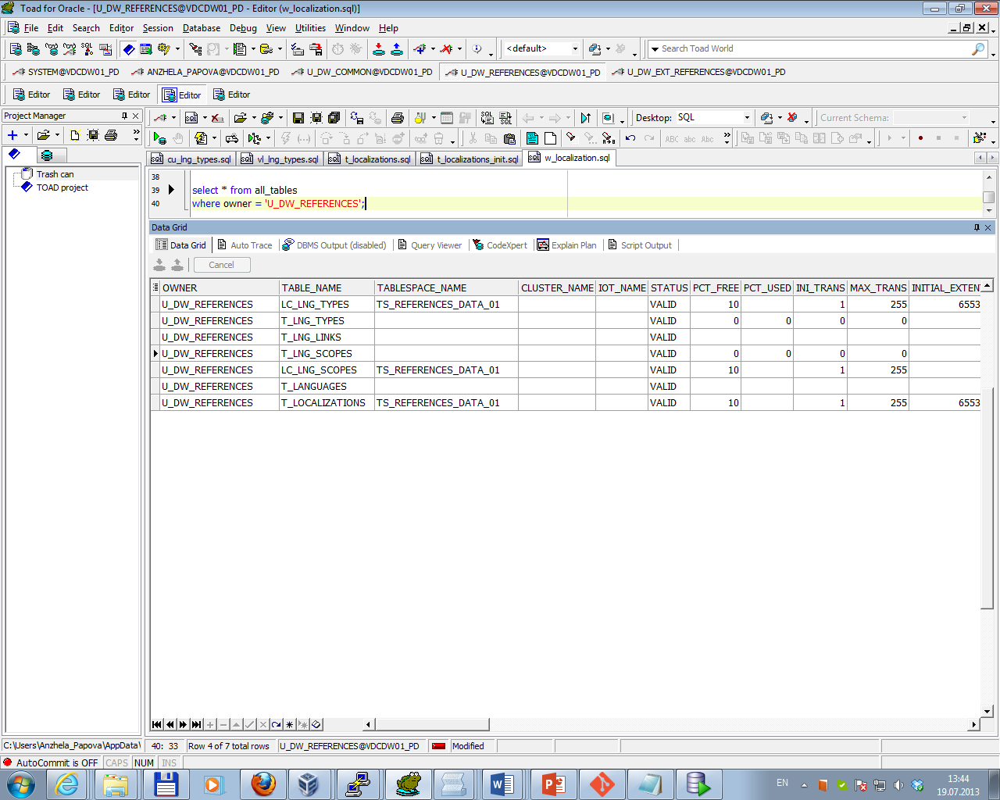 Toad for Oracle - [U_DW_REFERENCES@VDCDW01_PD - Editor (w_localization.sql)]
File Edit Search Editor Session Database Debug View Utilities Window Help
<default> Search Toad World
SYSTEM@VDCDW01_PD ANZHELA_PAPOVA@VDCDW01_PD U_DW_COMMON@VDCDW01_PD U_DW_REFERENCES@VDCDW01_PD U_DW_EXT_REFERENCES@VDCDW01_PD
Editor Editor Editor Editor Editor
Project Manager
SQL Desktop: SQL Current Schema:
ABC abc Abc
cu_lng_types.sql vl_lng_types.sql t_localizations.sql t_localizations_init.sql w_localization.sql
Trash can
TOAD project
38
39 select * from all_tables
40 where owner = 'U_DW_REFERENCES';
Data Grid
Data Grid Auto Trace DBMS Output (disabled) Query Viewer CodeXpert Explain Plan Script Output
Cancel
OWNER TABLE_NAME TABLESPACE_NAME CLUSTER_NAME IOT_NAME STATUS PCT_FREE PCT_USED INI_TRANS MAX_TRANS INITIAL_EXTEN
U_DW_REFERENCES LC_LNG_TYPES TS_REFERENCES_DATA_01 VALID 10 1 255 6553
U_DW_REFERENCES T_LNG_TYPES VALID 0 0 0 0
U_DW_REFERENCES T_LNG_LINKS VALID
U_DW_REFERENCES T_LNG_SCOPES VALID 0 0 0 0
U_DW_REFERENCES LC_LNG_SCOPES TS_REFERENCES_DATA_01 VALID 10 1 255
U_DW_REFERENCES T_LANGUAGES VALID
U_DW_REFERENCES T_LOCALIZATIONS TS_REFERENCES_DATA_01 VALID 10 1 255 6553
C:\Users\Anzhela_Papova\AppData\ 40: 33 Row 4 of 7 total rows U_DW_REFERENCES@VDCDW01_PD Modified
AutoCommit is OFF CAPS NUM INS
EN 13:44
19.07.2013